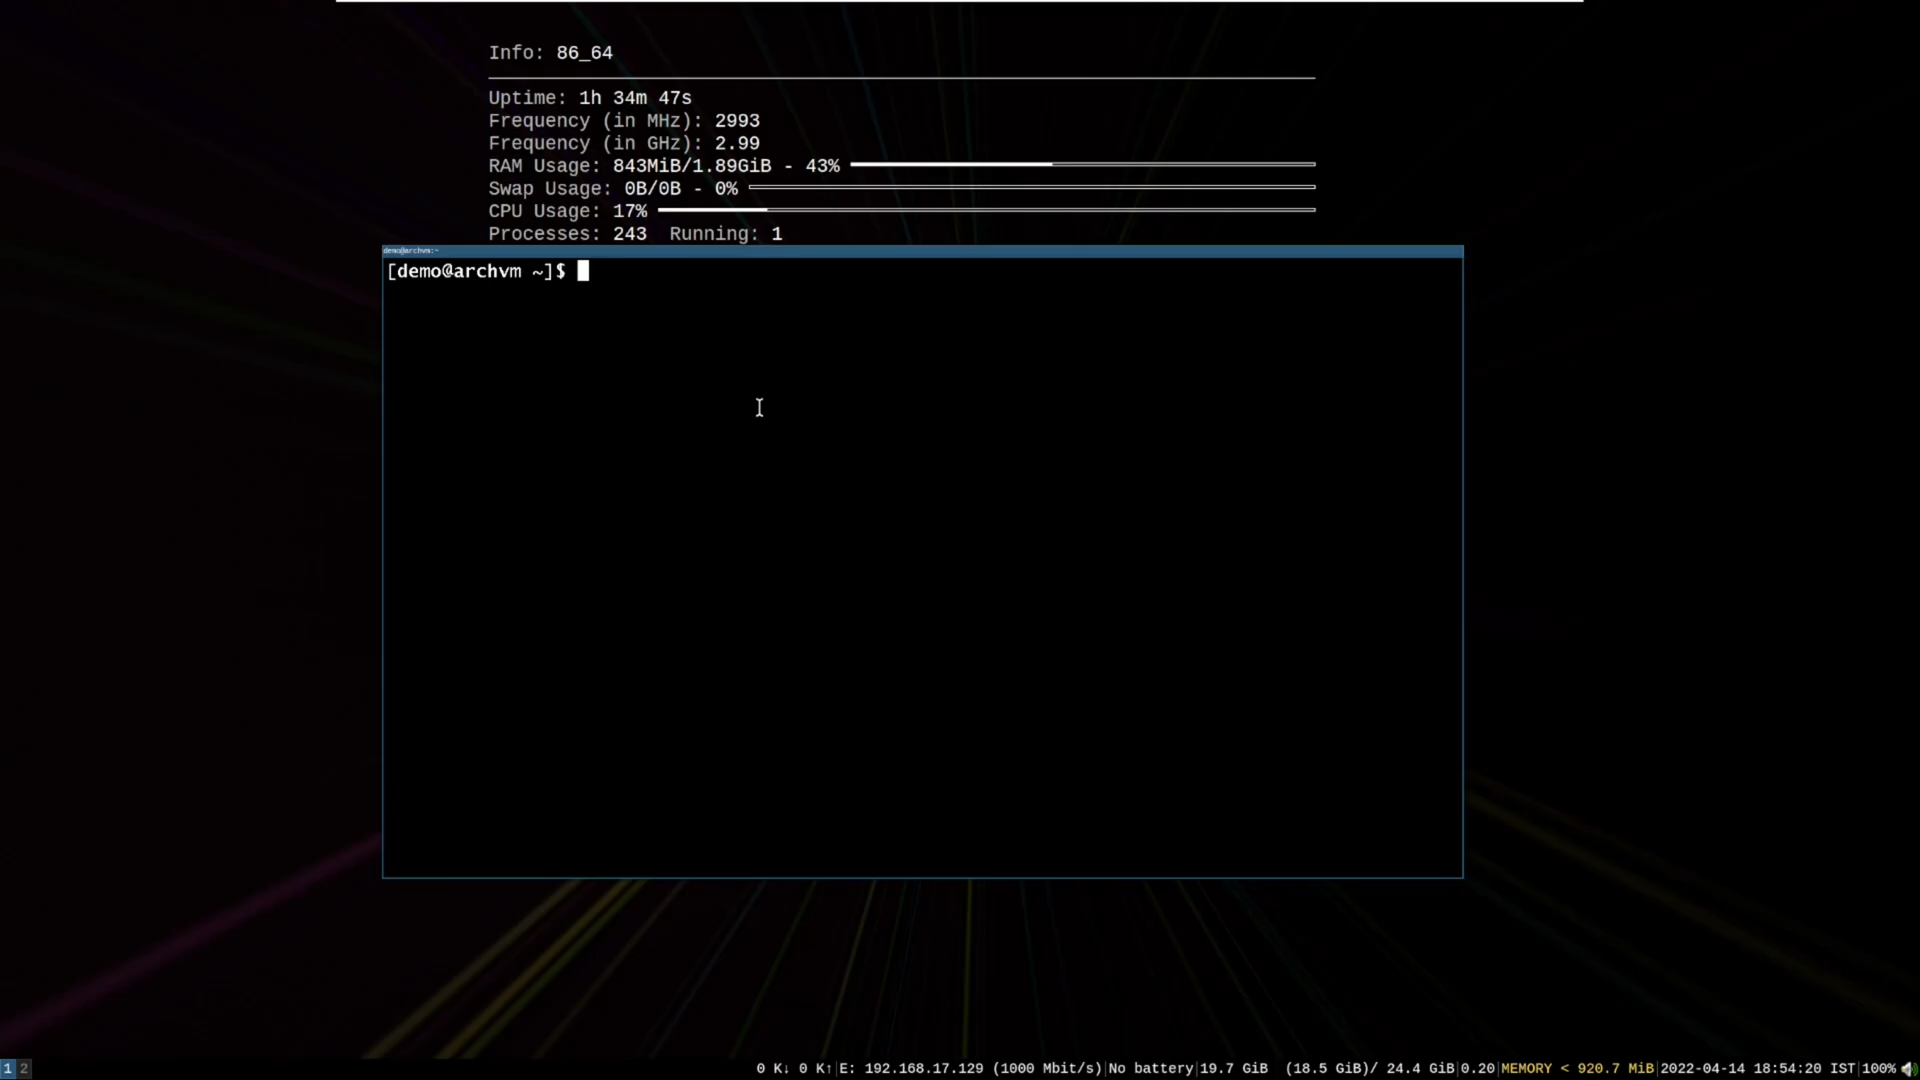 Info: 86_64
Uptime: 1h 34m 47s
Frequency (in MHz): 2993
Frequency (in GHz): 2.99
RAM Usage: 843MiB/1.89GiB - 43%
Swap Usage: 0B/0B - 0%
CPU Usage: 17%
Processes: 243 Running: 1
demo@archvm:~
[demo@archvm ~]$
1 2 0 K↓ 0 K↑|E: 192.168.17.129 (1000 Mbit/s)|No battery|19.7 GiB (18.5 GiB)/ 24.4 GiB|0.20|MEMORY < 920.7 MiB|2022-04-14 18:54:20 IST|100%